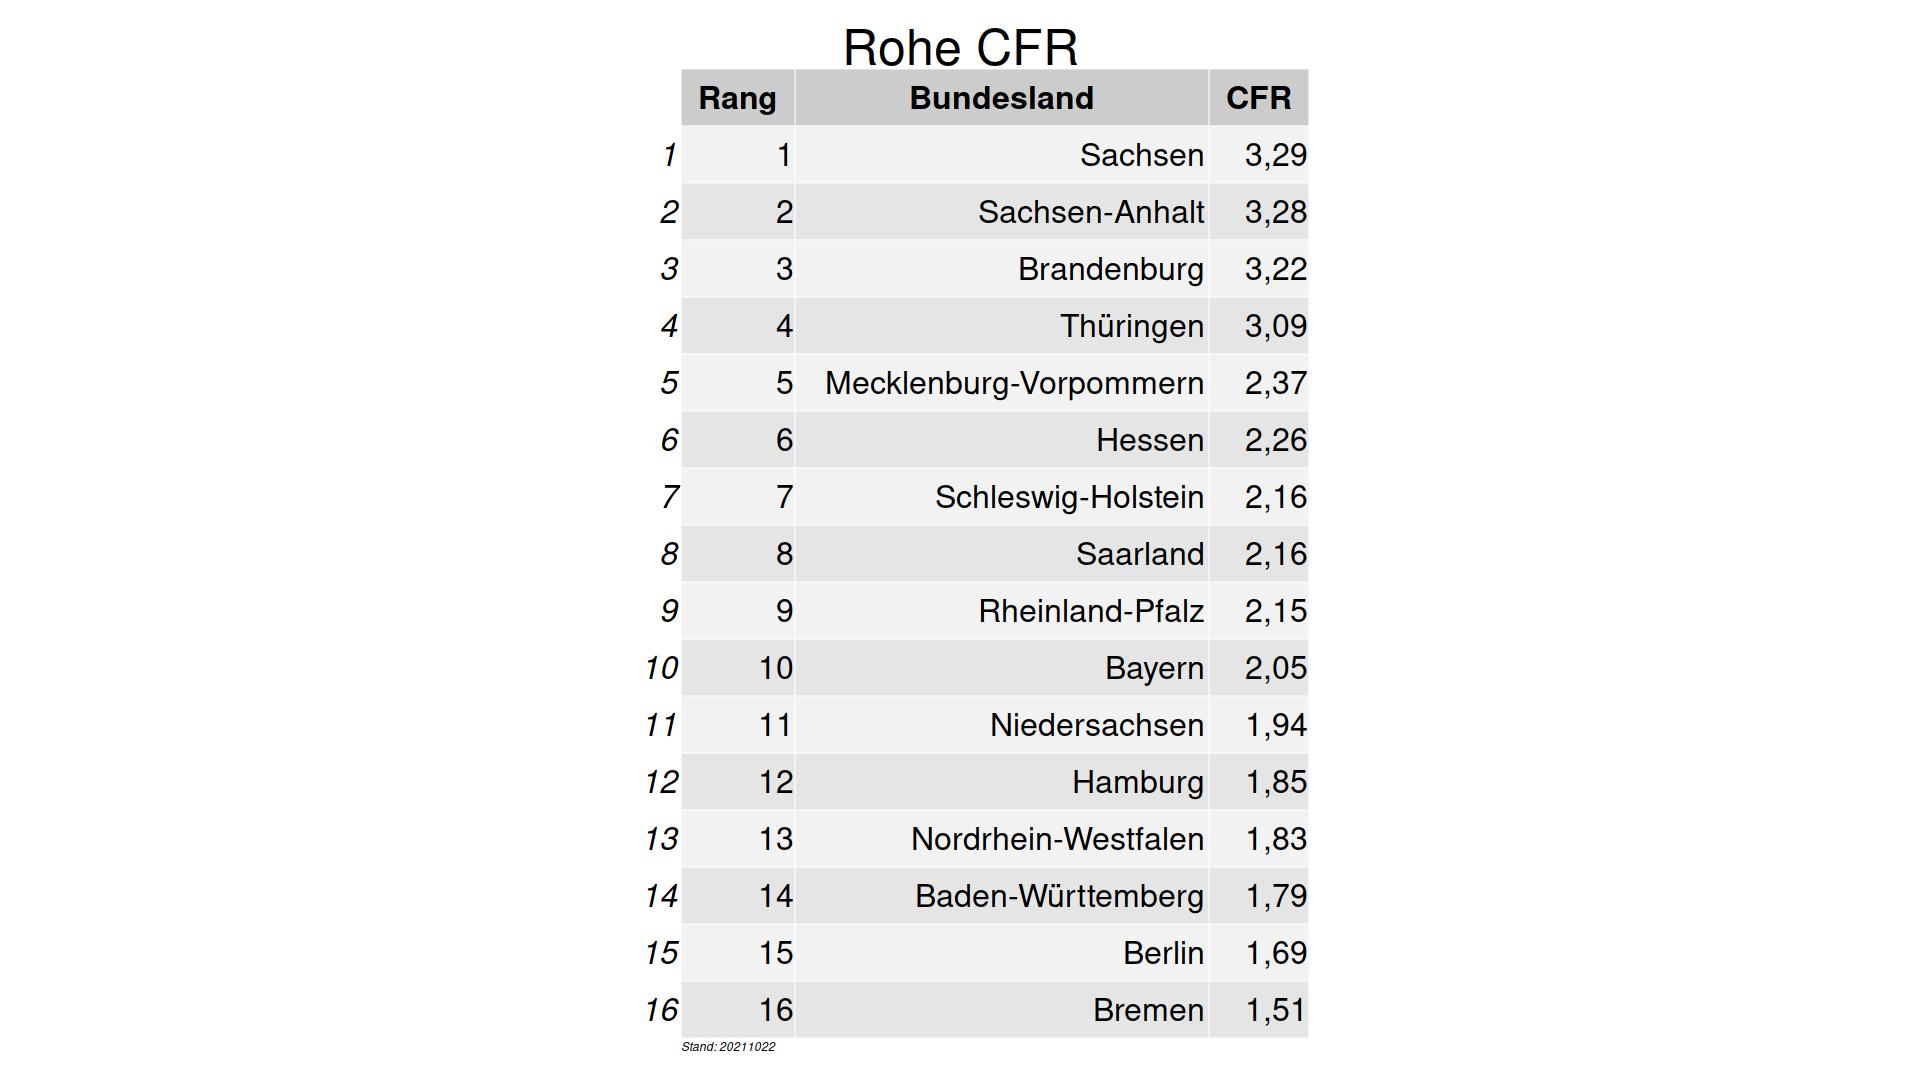 Rohe CFR
Rang Bundesland CFR
1 1 Sachsen 3,29
2 2 Sachsen-Anhalt 3,28
3 3 Brandenburg 3,22
4 4 Thüringen 3,09
5 5 Mecklenburg-Vorpommern 2,37
6 6 Hessen 2,26
7 7 Schleswig-Holstein 2,16
8 8 Saarland 2,16
9 9 Rheinland-Pfalz 2,15
10 10 Bayern 2,05
11 11 Niedersachsen 1,94
12 12 Hamburg 1,85
13 13 Nordrhein-Westfalen 1,83
14 14 Baden-Württemberg 1,79
15 15 Berlin 1,69
16 16 Bremen 1,51
Stand: 20211022